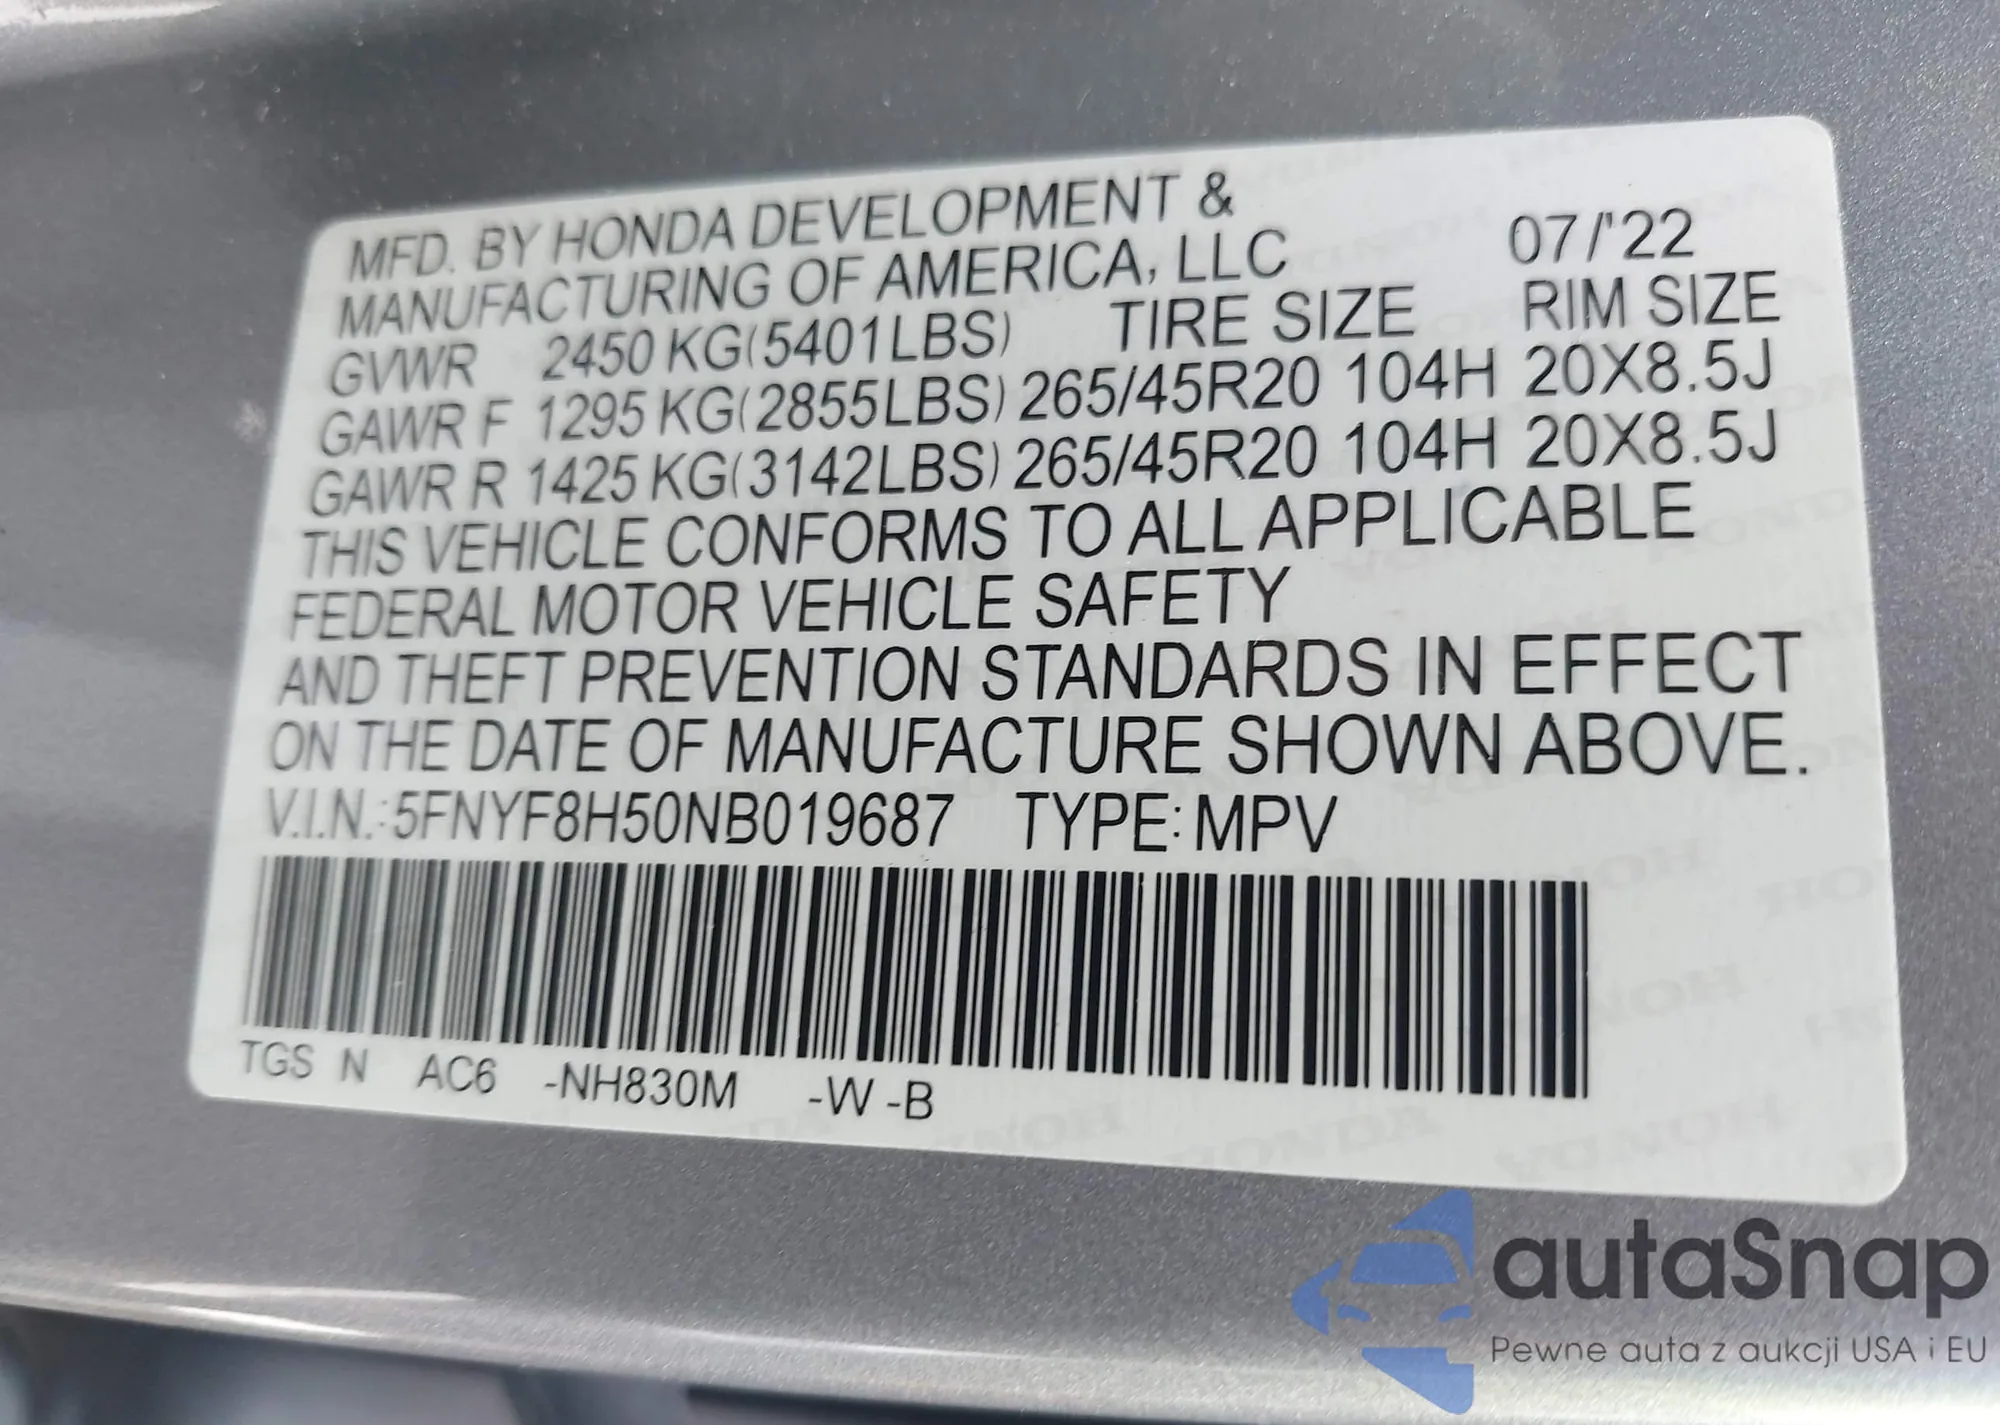 MFD. BY HONDA DEVELOPMENT &
MANUFACTURING OF AMERICA, LLC 07/'22
GVWR 2450 KG(5401LBS) TIRE SIZE RIM SIZE
GAWR F 1295 KG(2855LBS) 265/45R20 104H 20X8.5J
GAWR R 1425 KG(3142LBS) 265/45R20 104H 20X8.5J
THIS VEHICLE CONFORMS TO ALL APPLICABLE
FEDERAL MOTOR VEHICLE SAFETY
AND THEFT PREVENTION STANDARDS IN EFFECT
ON THE DATE OF MANUFACTURE SHOWN ABOVE.
V.I.N.:5FNYF8H50NB019687 TYPE:MPV
TGS N AC6 -NH830M -W -B
autaSnap
Pewne auta z aukcji USA i EU